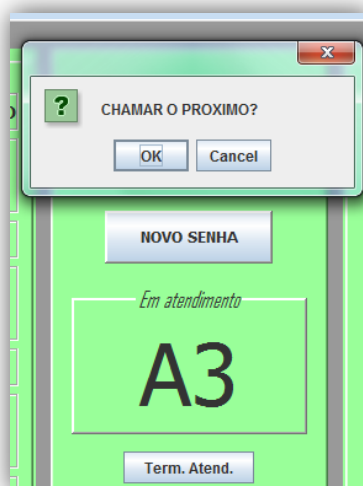 CHAMAR O PROXIMO?
OK Cancel
NOVO SENHA
Em atendimento
A3
Term. Atend.